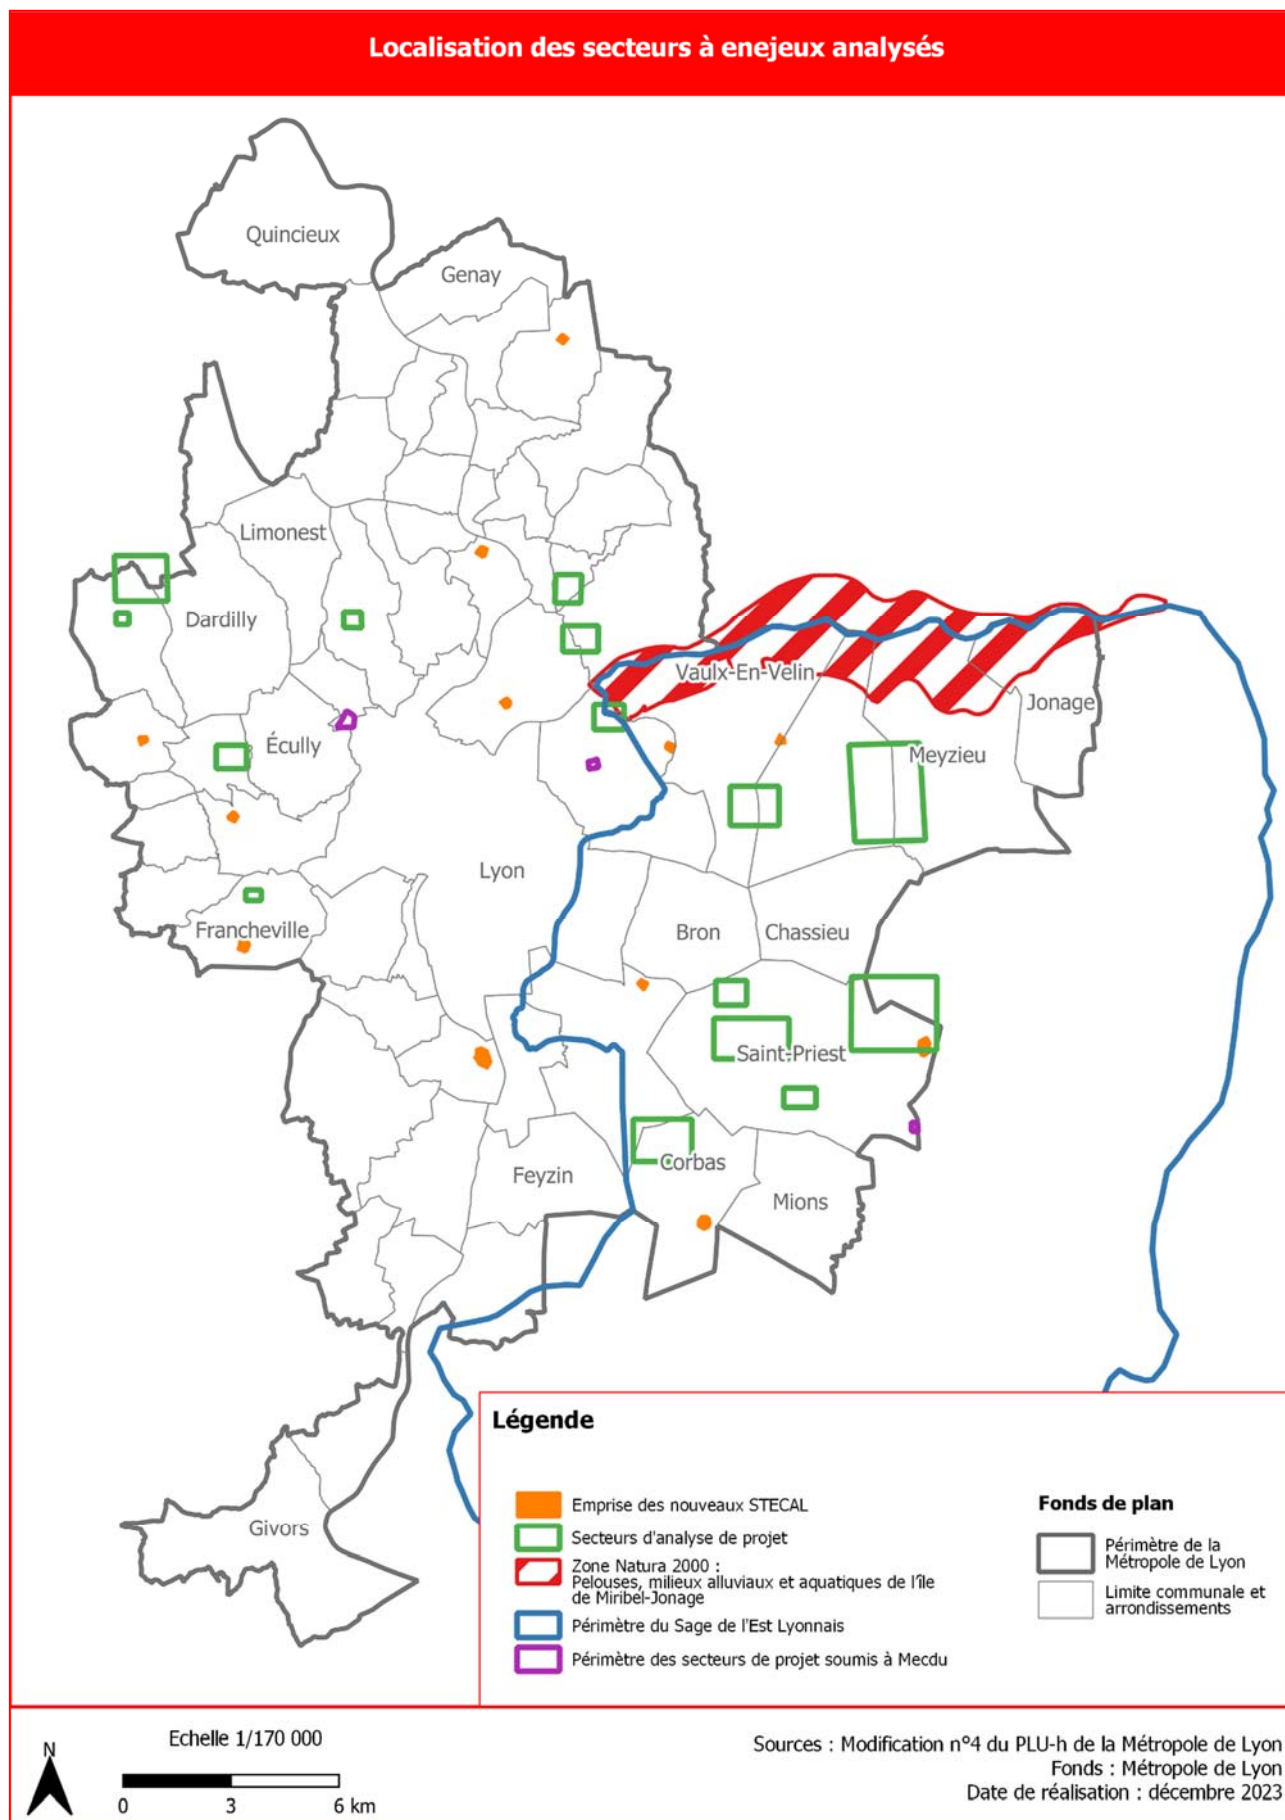 Localisation des secteurs à enejeux analysés
Quincieux
Genay
Limonest
Dardilly
Vaulx-En-Velin
Jonage
Écully
Meyzieu
Lyon
Francheville
Bron
Chassieu
Saint-Priest
Corbas
Feyzin
Mions
Givors
Légende
Emprise des nouveaux STECAL
Secteurs d'analyse de projet
Zone Natura 2000 :
Pelouses, milieux alluviaux et aquatiques de l'île
de Miribel-Jonage
Périmètre du Sage de l'Est Lyonnais
Périmètre des secteurs de projet soumis à Mecdu
Fonds de plan
Périmètre de la
Métropole de Lyon
Limite communale et
arrondissements
N
Echelle 1/170 000
0 3 6 km
Sources : Modification n°4 du PLU-h de la Métropole de Lyon
Fonds : Métropole de Lyon
Date de réalisation : décembre 2023